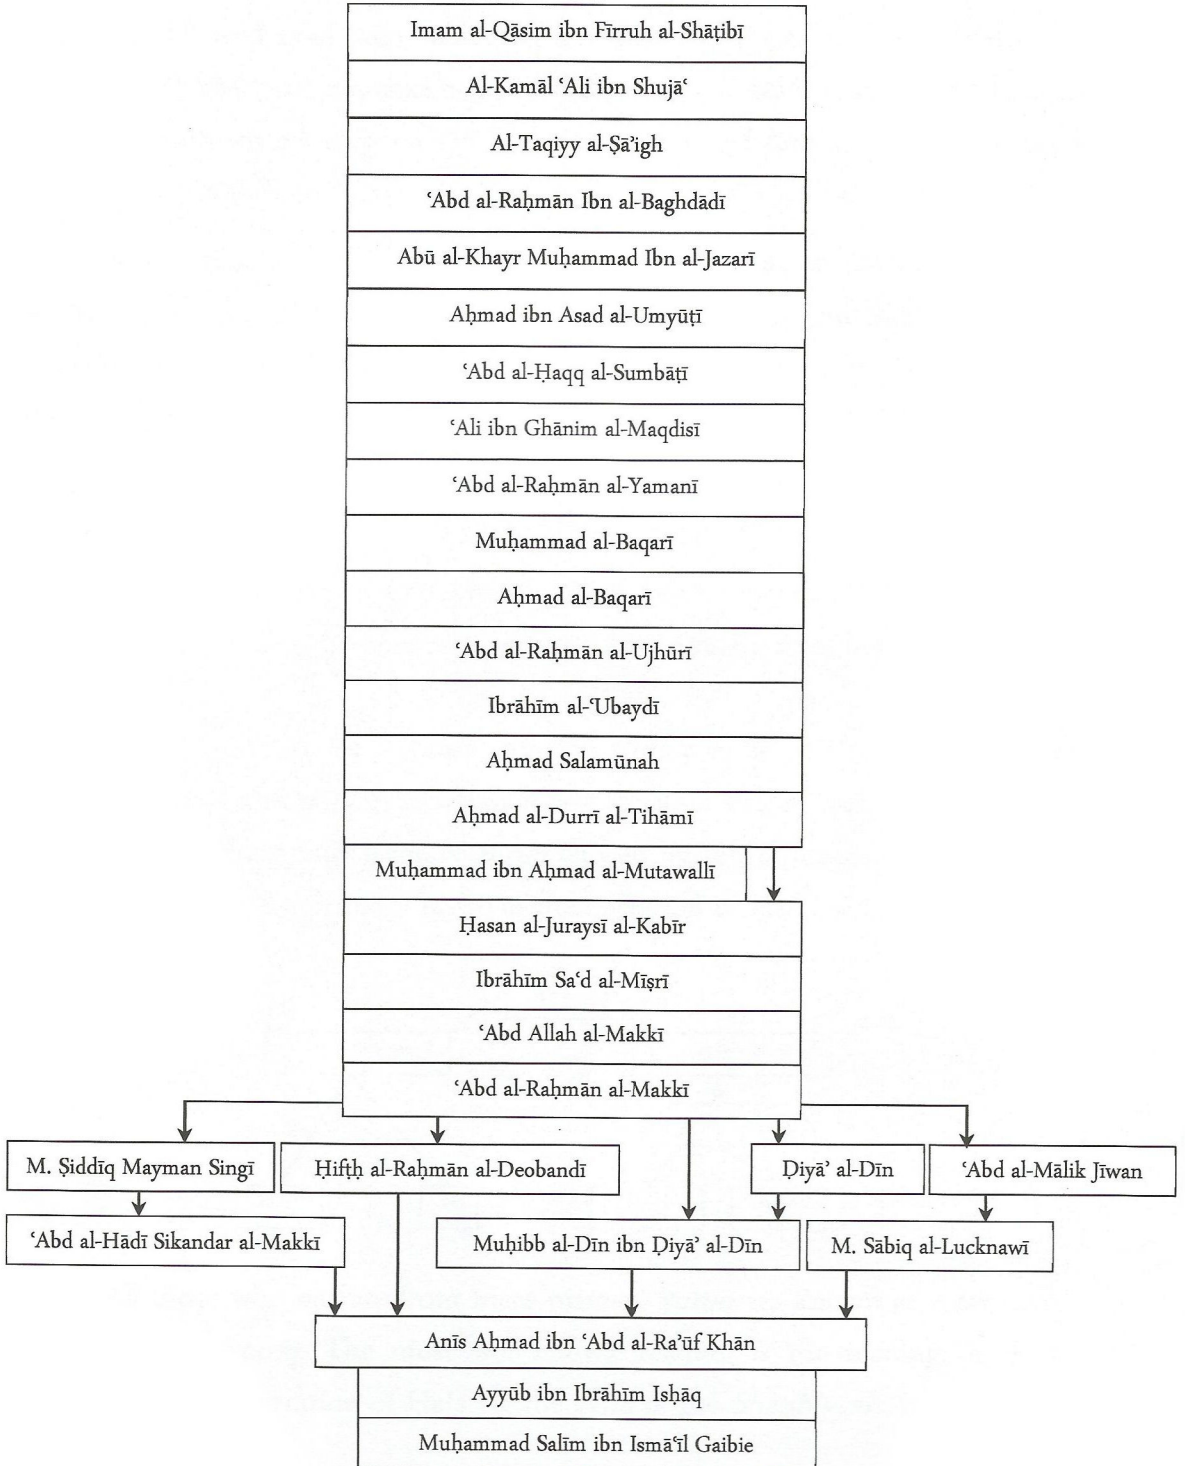 Imam al-Qāsim ibn Fīrruh al-Shāṭibī
Al-Kamāl ʿAli ibn Shujāʿ
Al-Taqiyy al-Ṣāʾigh
ʿAbd al-Raḥmān Ibn al-Baghdādī
Abū al-Khayr Muḥammad Ibn al-Jazarī
Aḥmad ibn Asad al-Umyūṭī
ʿAbd al-Ḥaqq al-Sumbāṭī
ʿAli ibn Ghānim al-Maqdisī
ʿAbd al-Raḥmān al-Yamanī
Muḥammad al-Baqarī
Aḥmad al-Baqarī
ʿAbd al-Raḥmān al-Ujhūrī
Ibrāhīm al-ʿUbaydī
Aḥmad Salamūnah
Aḥmad al-Durrī al-Tihāmī
Muḥammad ibn Aḥmad al-Mutawallī
Ḥasan al-Juraysī al-Kabīr
Ibrāhīm Saʿd al-Mīṣrī
ʿAbd Allah al-Makkī
ʿAbd al-Raḥmān al-Makkī
M. Ṣiddīq Mayman Singī
Ḥifṭḥ al-Raḥmān al-Deobandī
Ḍiyāʾ al-Dīn
ʿAbd al-Mālik Jīwan
ʿAbd al-Hādī Sikandar al-Makkī
Muḥibb al-Dīn ibn Ḍiyāʾ al-Dīn
M. Sābiq al-Lucknawī
Anīs Aḥmad ibn ʿAbd al-Raʾūf Khān
Ayyūb ibn Ibrāhīm Isḥāq
Muḥammad Salīm ibn Ismāʿīl Gaibie